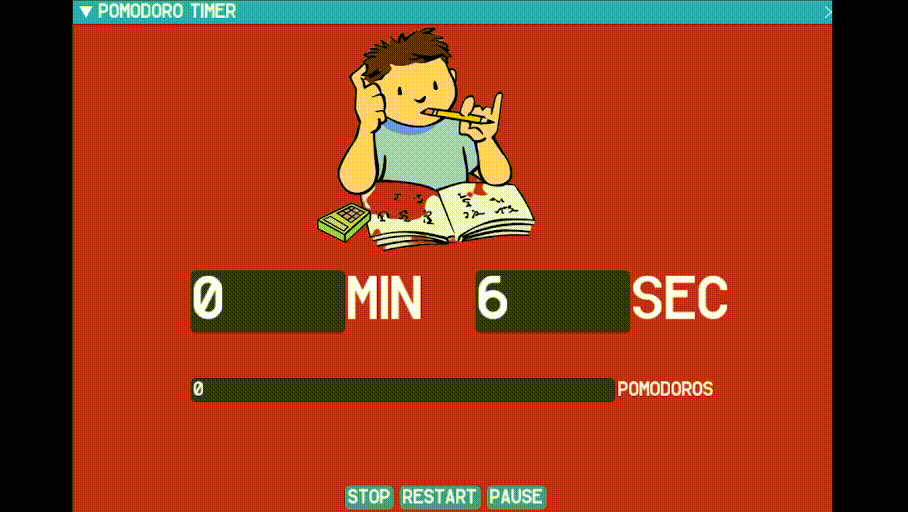 POMODORO TIMER
0 MIN 6 SEC
0 POMODOROS
STOP RESTART PAUSE